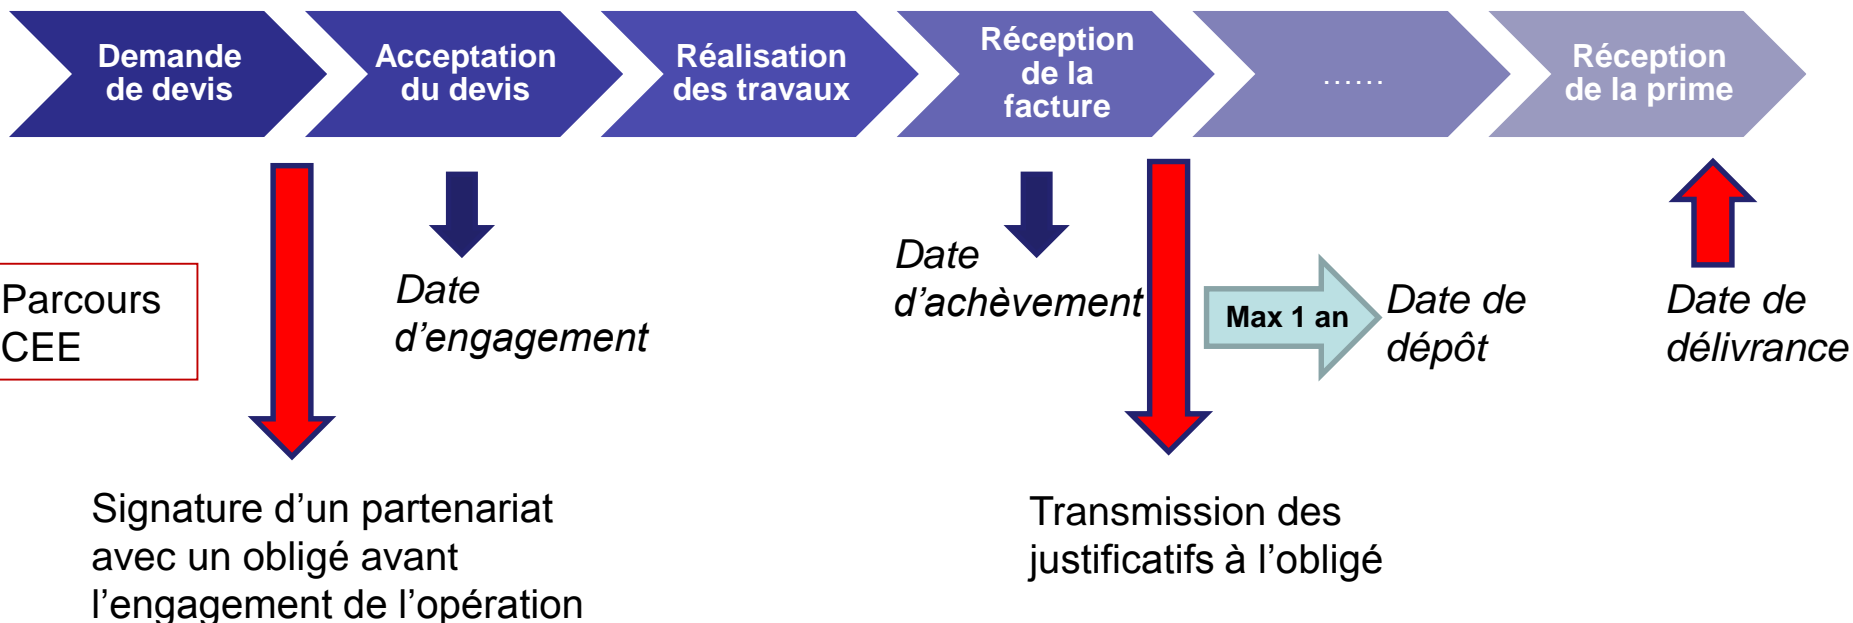 Demande
de devis
Acceptation
du devis
Réalisation
des travaux
Réception
de la
facture
......
Réception
de la prime
Parcours
CEE
Date
d’engagement
Date
d’achèvement
Max 1 an
Date de
dépôt
Date de
délivrance
Signature d’un partenariat
avec un obligé avant
l’engagement de l’opération
Transmission des
justificatifs à l’obligé